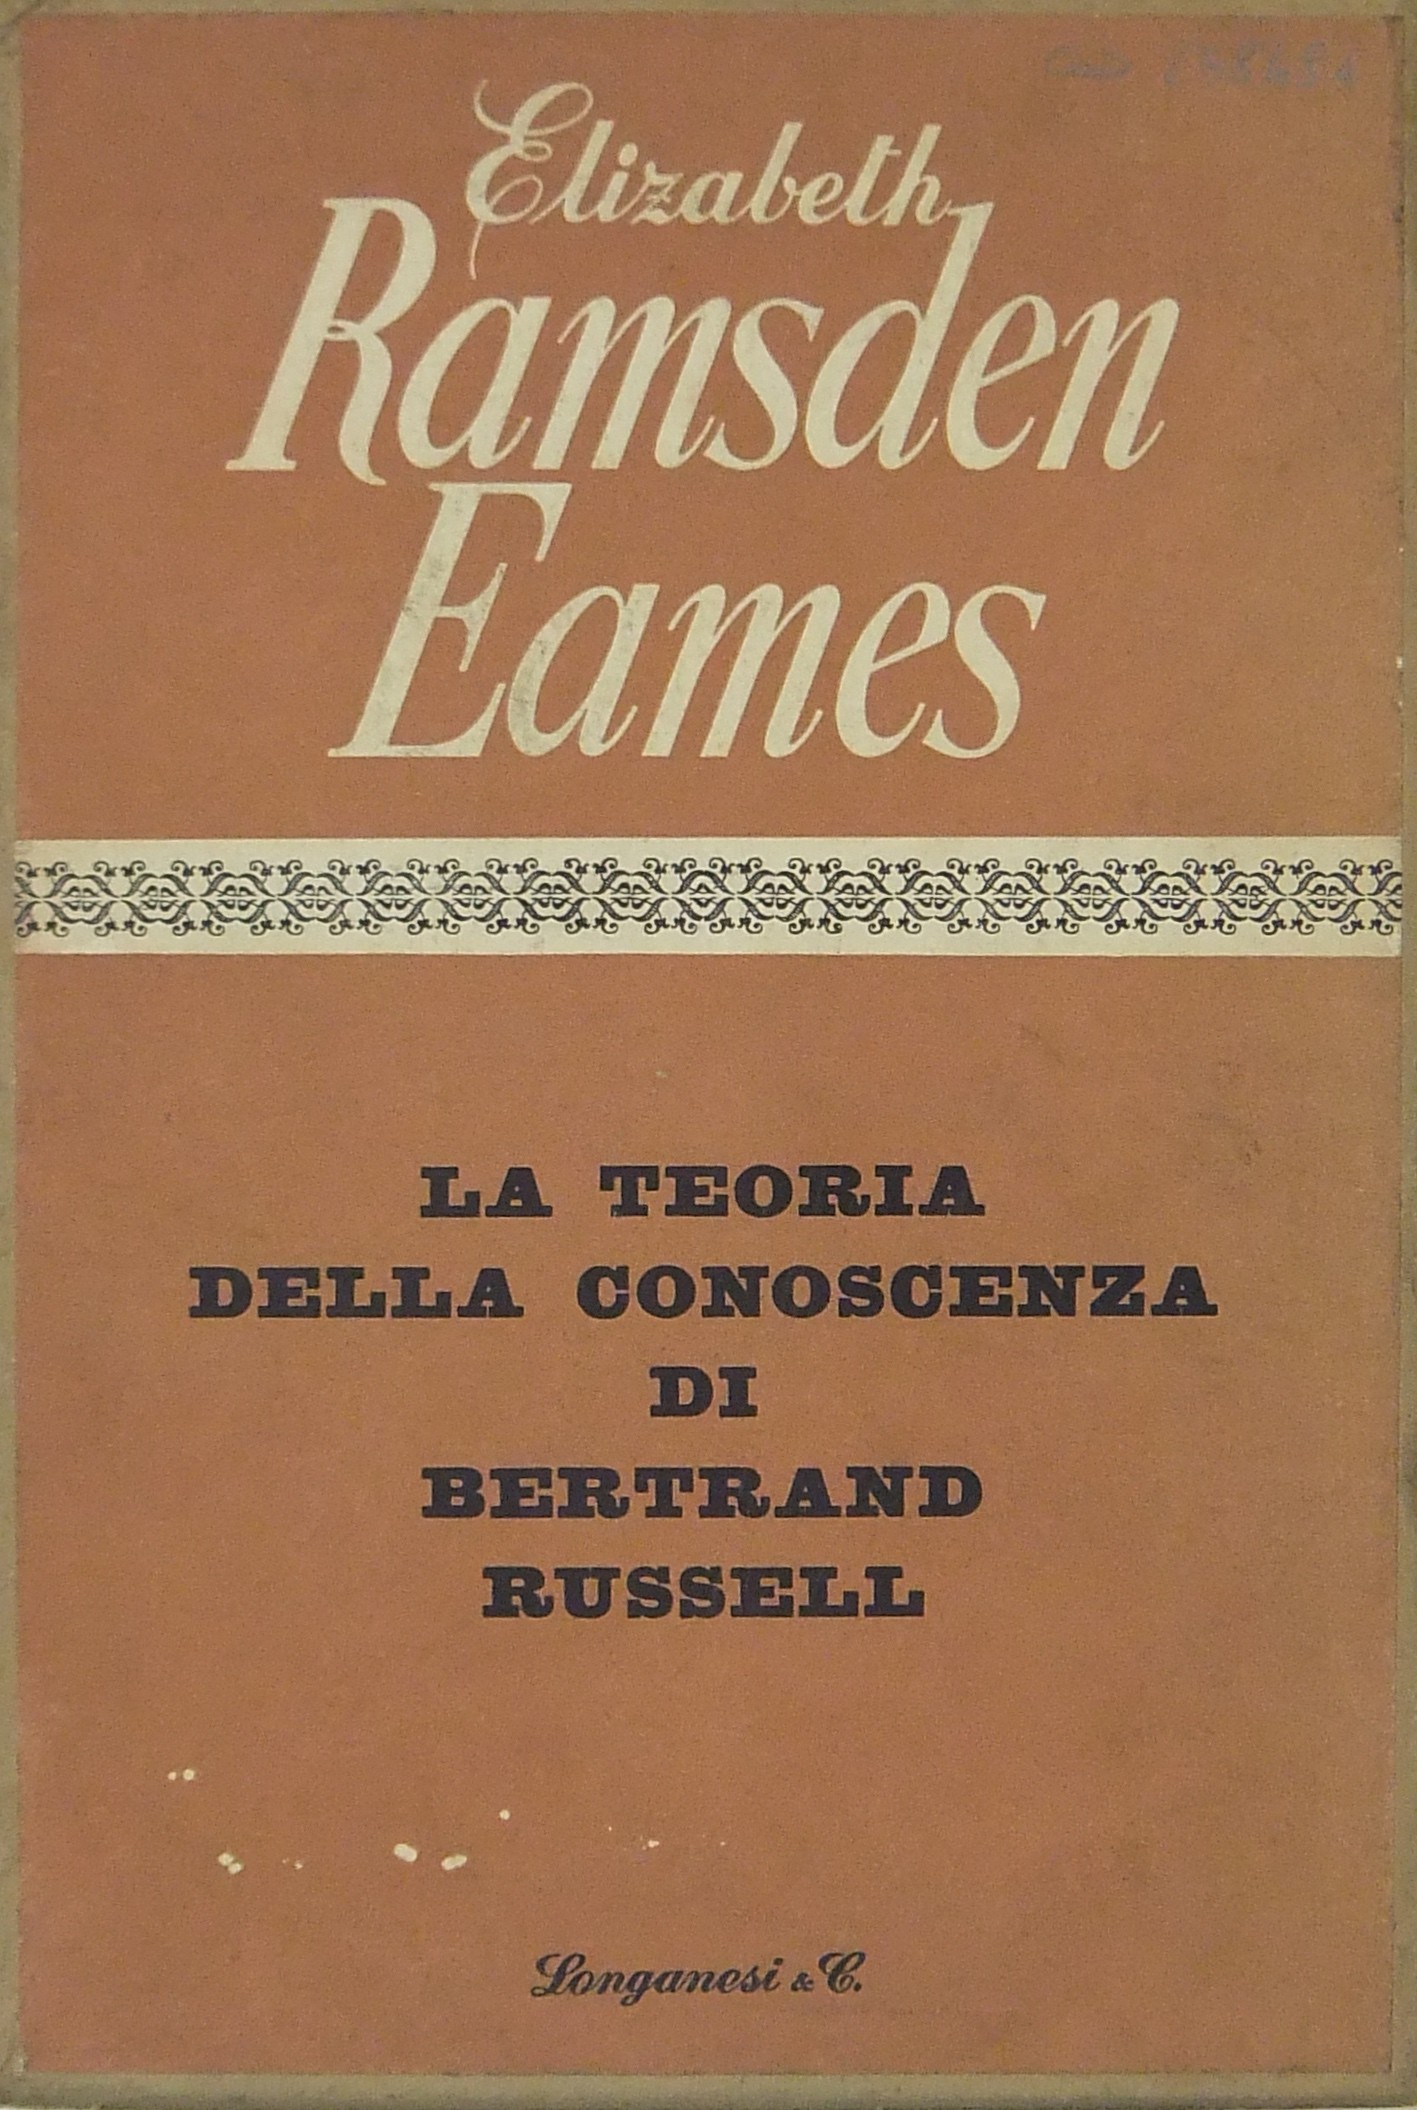 Elizabeth
Ramsden
Eames
LA TEORIA
DELLA CONOSCENZA
DI
BERTRAND
RUSSELL
Longanesi & C.